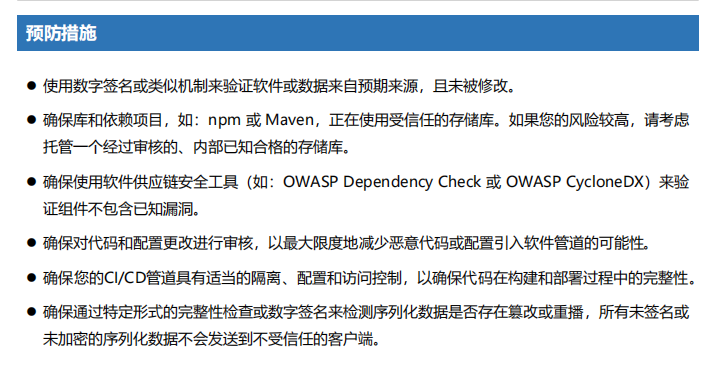 预防措施
● 使用数字签名或类似机制来验证软件或数据来自预期来源，且未被修改。
● 确保库和依赖项目，如：npm 或 Maven，正在使用受信任的存储库。如果您的风险较高，请考虑
托管一个经过审核的、内部已知合格的存储库。
● 确保使用软件供应链安全工具（如：OWASP Dependency Check 或 OWASP CycloneDX）来验
证组件不包含已知漏洞。
● 确保对代码和配置更改进行审核，以最大限度地减少恶意代码或配置引入软件管道的可能性。
● 确保您的CI/CD管道具有适当的隔离、配置和访问控制，以确保代码在构建和部署过程中的完整性。
● 确保通过特定形式的完整性检查或数字签名来检测序列化数据是否存在篡改或重播，所有未签名或
未加密的序列化数据不会发送到不受信任的客户端。